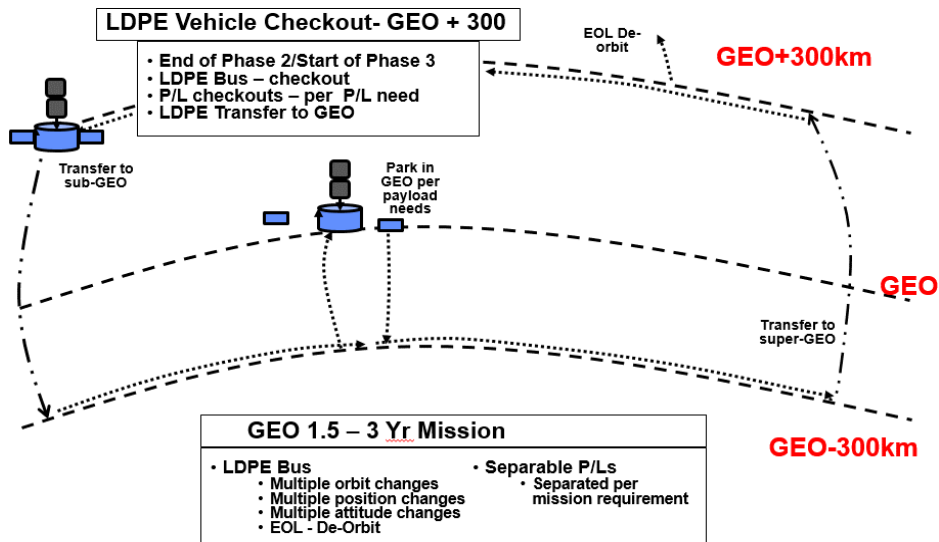 LDPE Vehicle Checkout- GEO + 300
• End of Phase 2/Start of Phase 3
• LDPE Bus – checkout
• P/L checkouts – per P/L need
• LDPE Transfer to GEO
EOL De-
orbit
GEO+300km
Transfer to
sub-GEO
Park in
GEO per
payload
needs
GEO
Transfer to
super-GEO
GEO-300km
GEO 1.5 – 3 Yr Mission
• LDPE Bus
• Multiple orbit changes
• Multiple position changes
• Multiple attitude changes
• EOL - De-Orbit
• Separable P/Ls
• Separated per
mission requirement